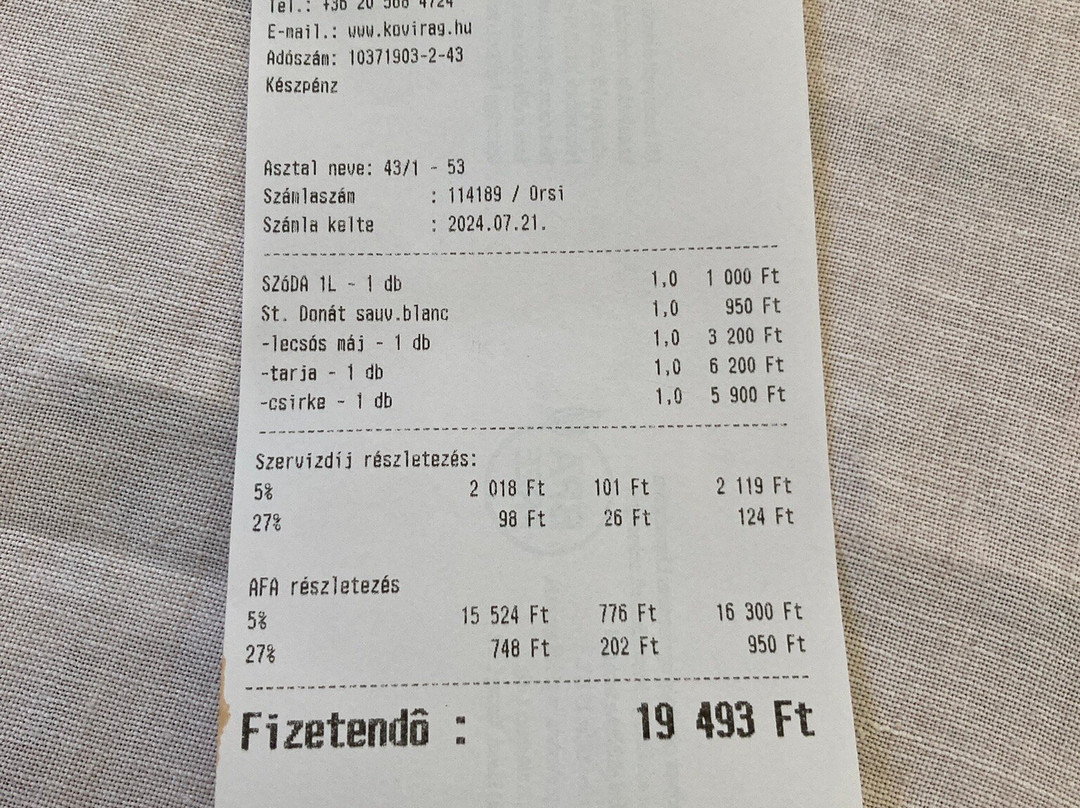 Tel.: +36 20 568 4724
E-mail.: www.kovirag.hu
Adószám: 10371903-2-43
Készpénz
Asztal neve: 43/1 - 53
Számlaszám : 114189 / Orsi
Számla kelte : 2024.07.21.
SZóDA 1L - 1 db 1,0 1 000 Ft
St. Donát sauv.blanc 1,0 950 Ft
-lecsós máj - 1 db 1,0 3 200 Ft
-tarja - 1 db 1,0 6 200 Ft
-csirke - 1 db 1,0 5 900 Ft
Szervizdíj részletezés:
5% 2 018 Ft 101 Ft 2 119 Ft
27% 98 Ft 26 Ft 124 Ft
AFA részletezés
5% 15 524 Ft 776 Ft 16 300 Ft
27% 748 Ft 202 Ft 950 Ft
Fizetendô : 19 493 Ft